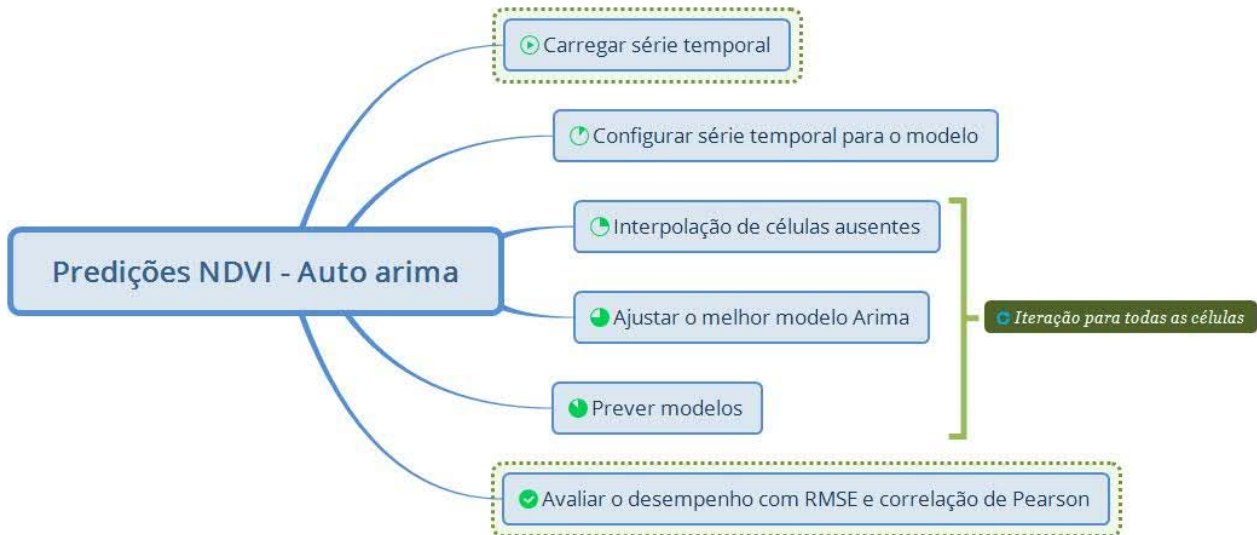 Carregar série temporal
Configurar série temporal para o modelo
Interpolação de células ausentes
Predições NDVI - Auto arima
Ajustar o melhor modelo Arima
Iteração para todas as células
Prever modelos
Avaliar o desempenho com RMSE e correlação de Pearson